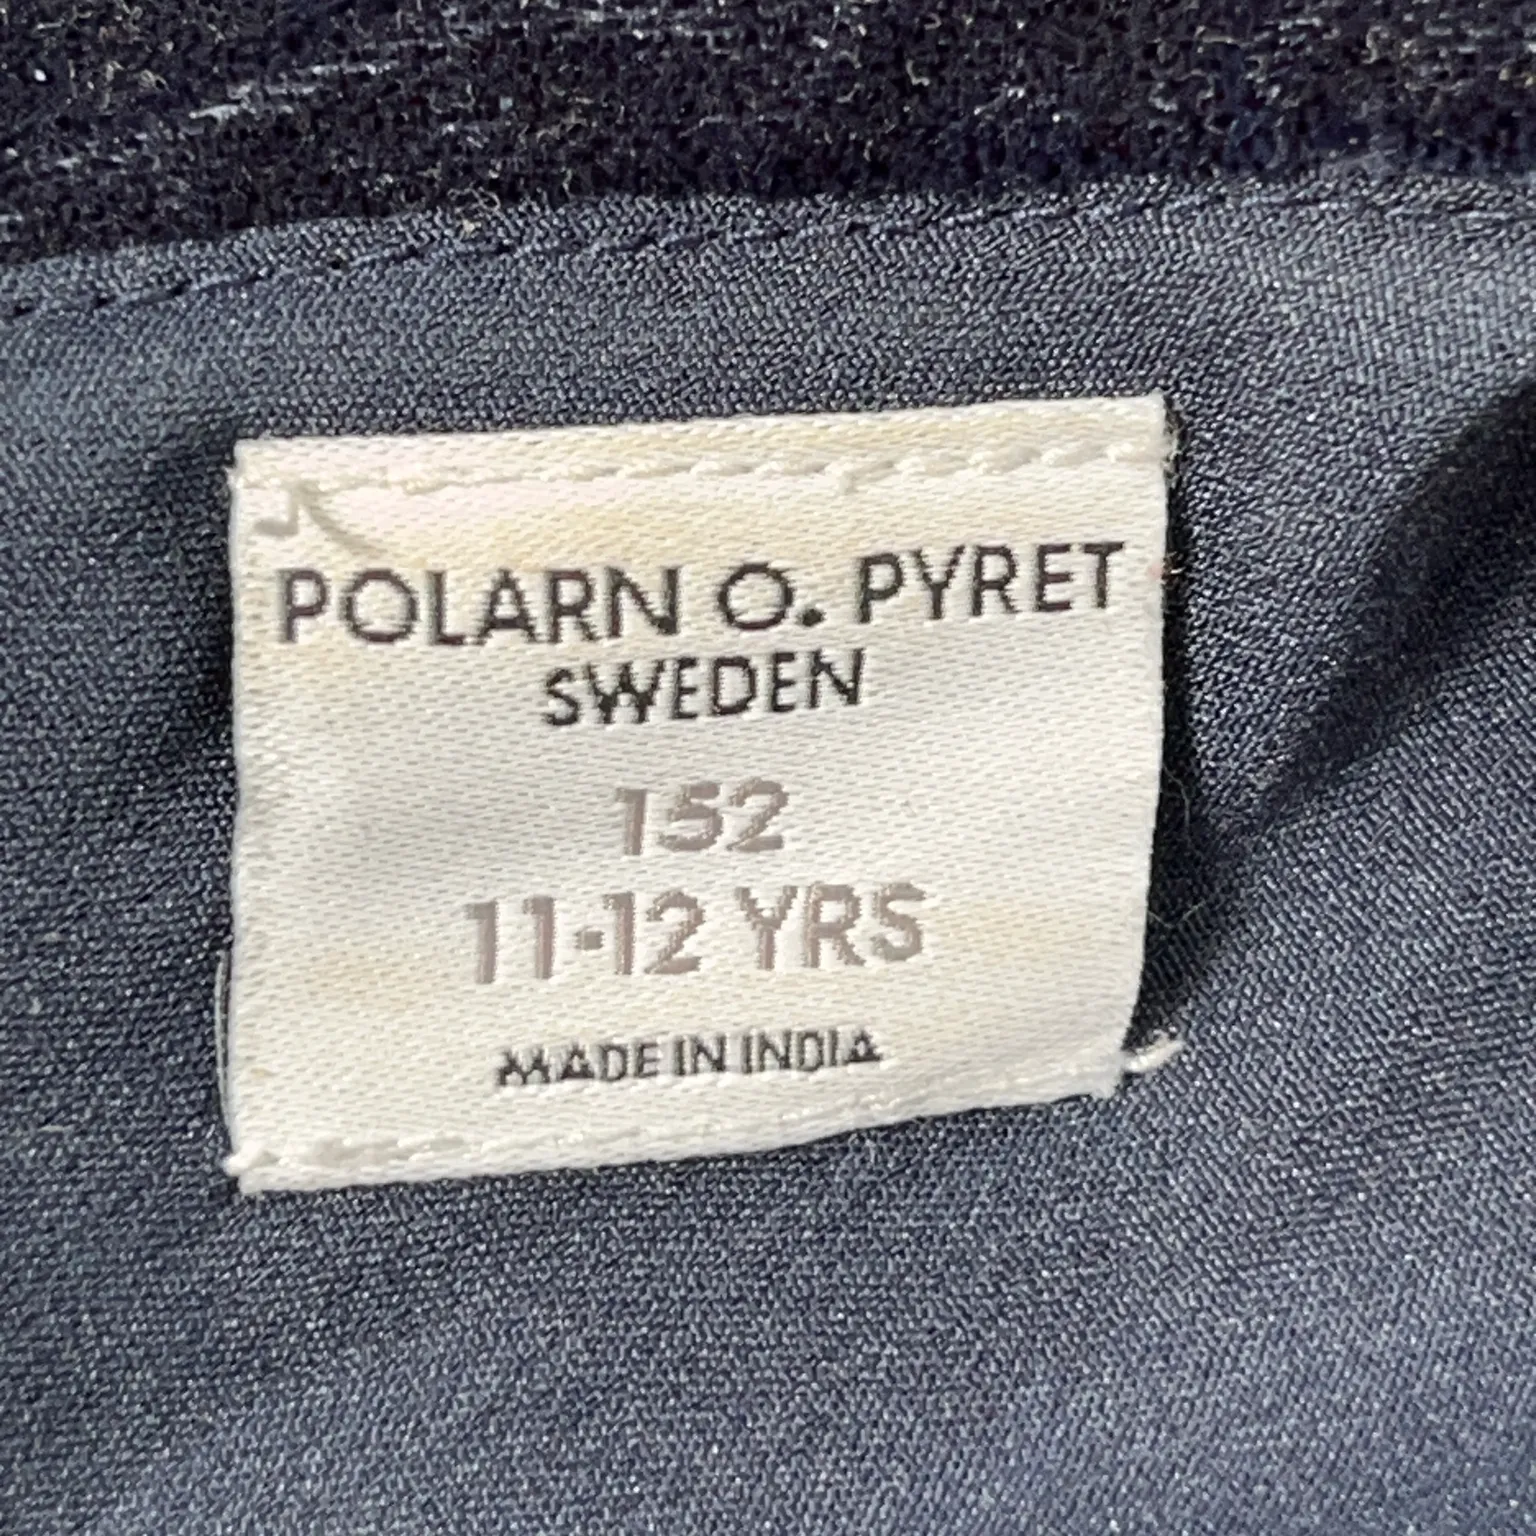 POLARN O. PYRET
SWEDEN
152
11-12 YRS
MADE IN INDIA